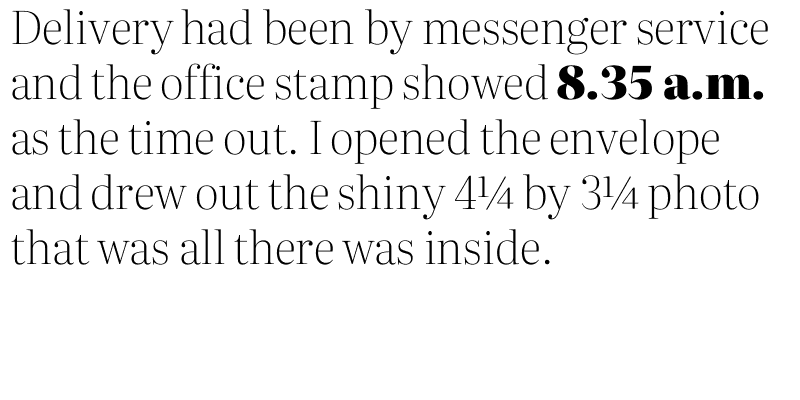 Delivery had been by messenger service
and the office stamp showed 8.35 a.m.
as the time out. I opened the envelope
and drew out the shiny 4¼ by 3¼ photo
that was all there was inside.